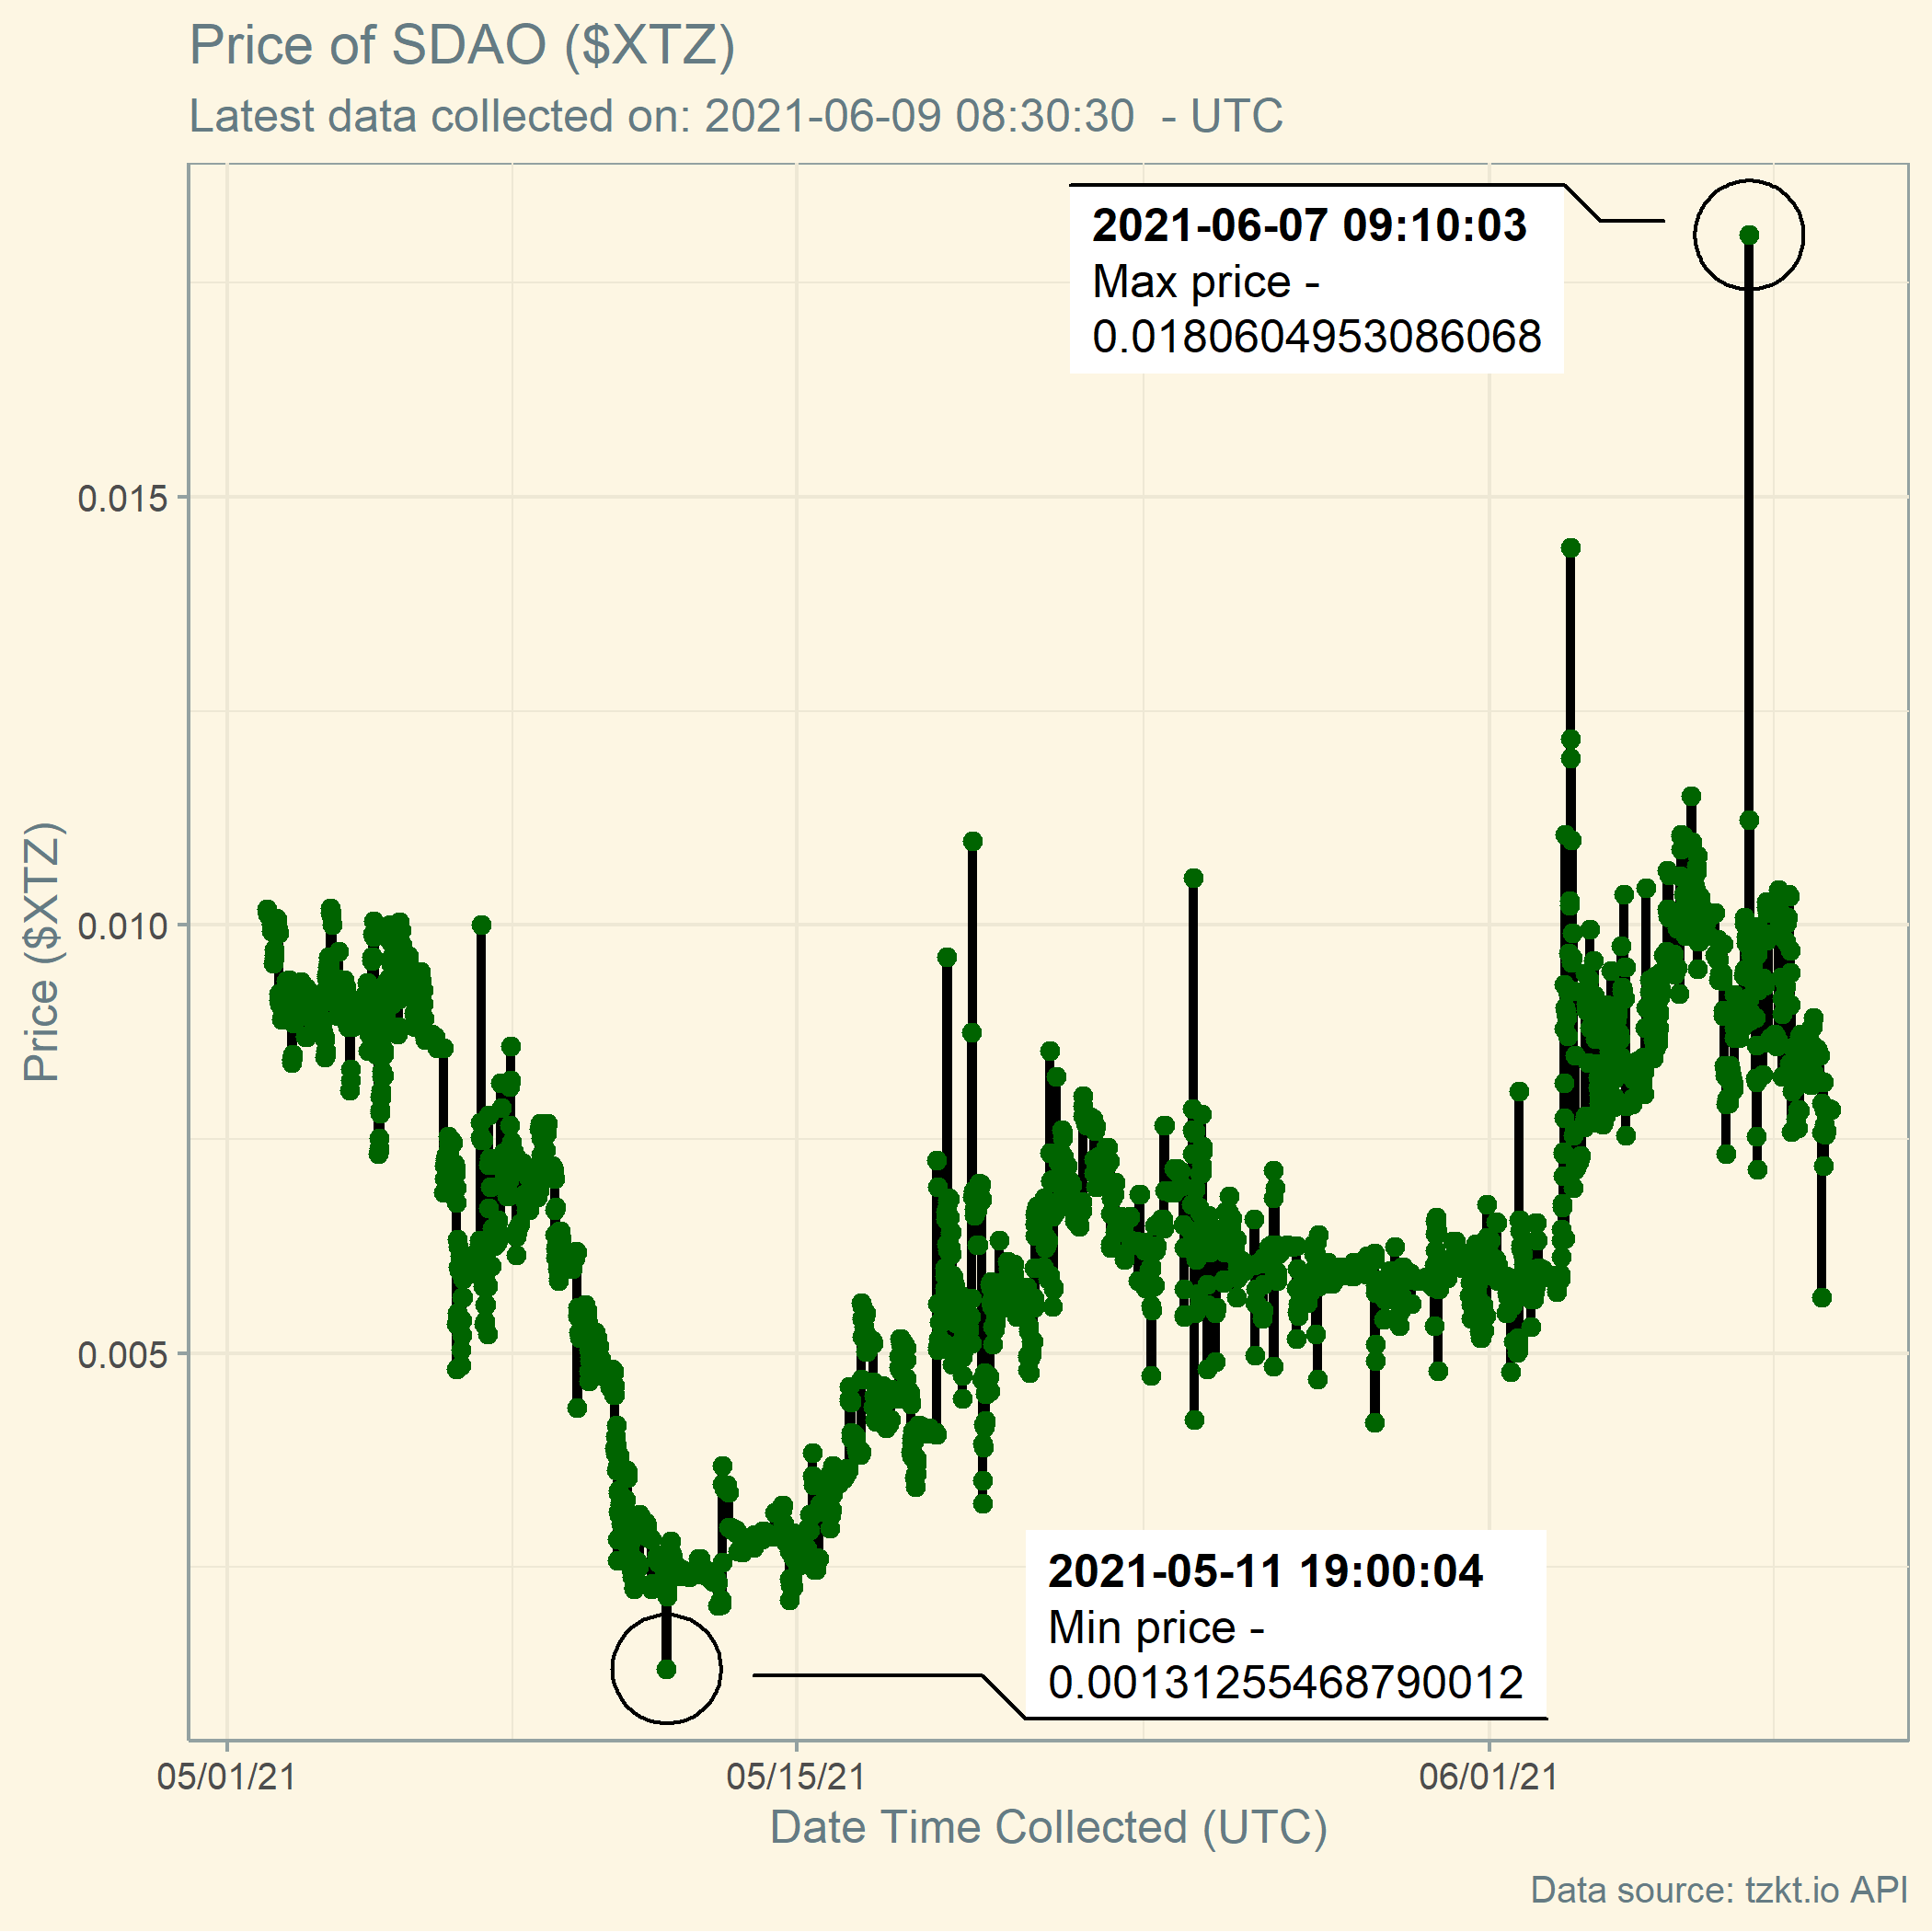 Price of SDAO ($XTZ)
Latest data collected on: 2021-06-09 08:30:30  - UTC
2021-06-07 09:10:03
Max price -
0.0180604953086068
0.015
0.010
0.005
Price ($XTZ)
2021-05-11 19:00:04
Min price -
0.00131255468790012
05/01/21
05/15/21
06/01/21
Date Time Collected (UTC)
Data source: tzkt.io API